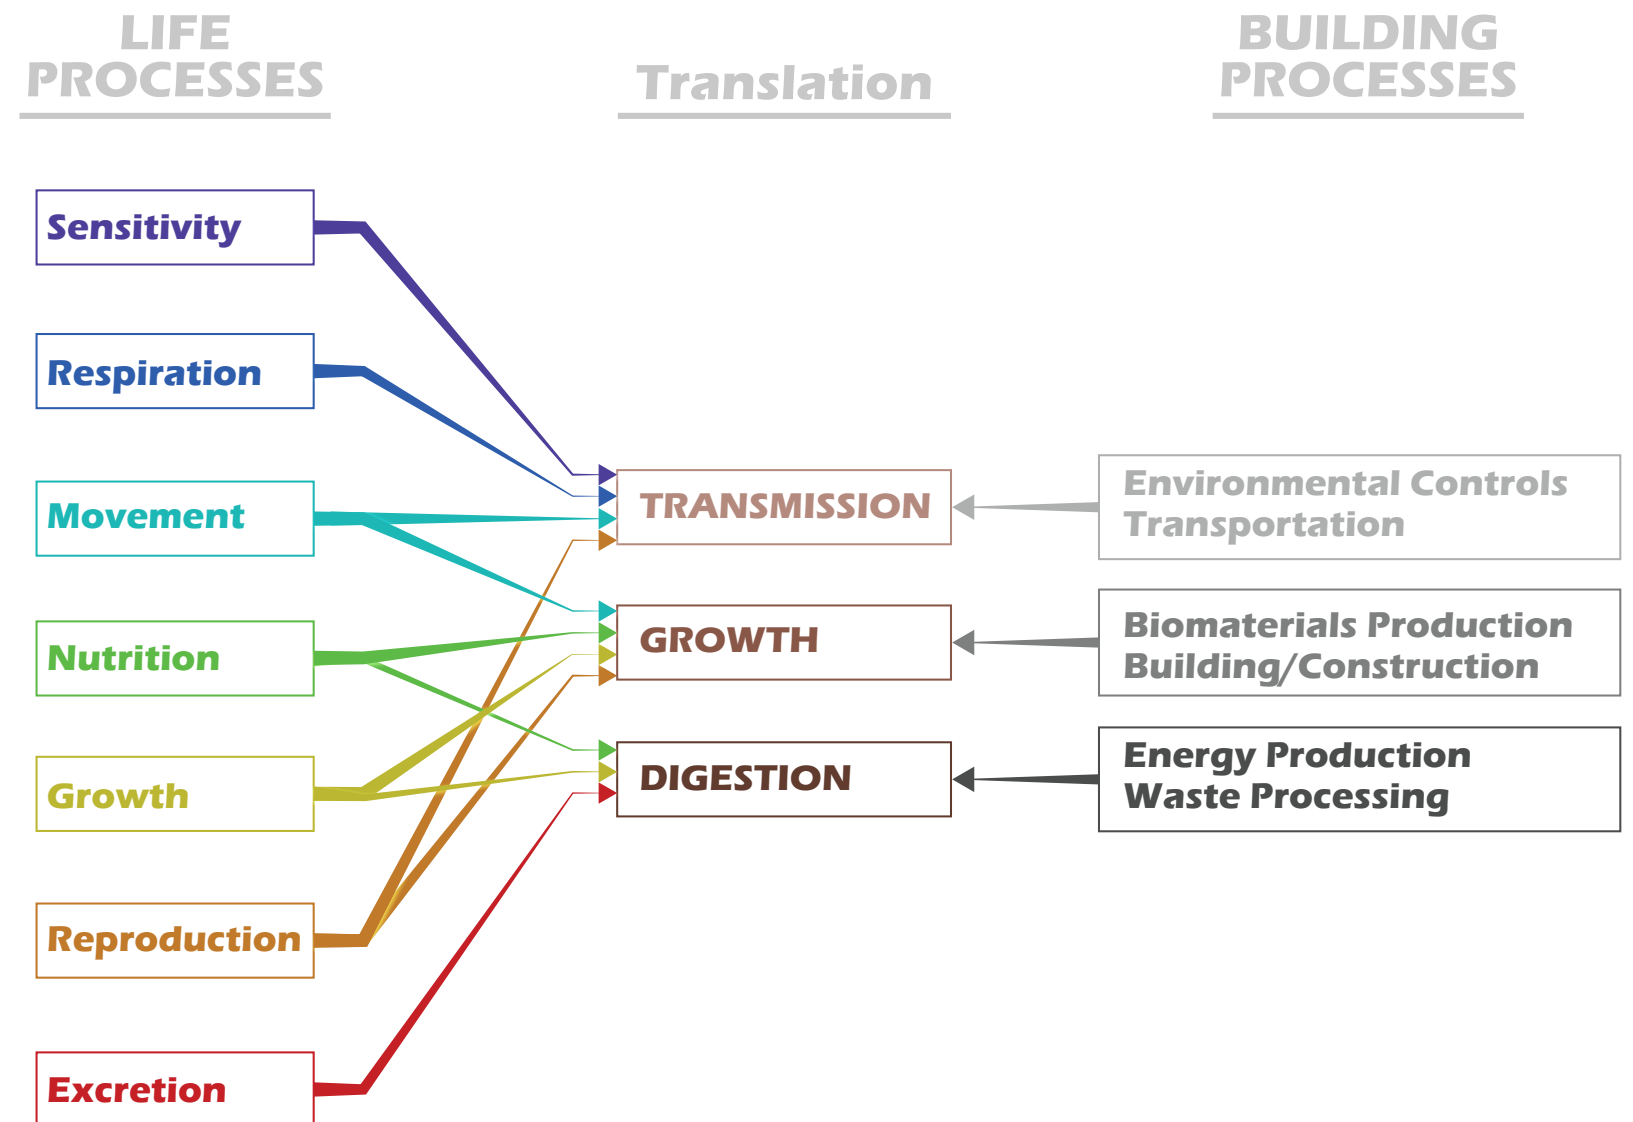 LIFE
PROCESSES
Translation
BUILDING
PROCESSES
Sensitivity
Respiration
Movement
Nutrition
Growth
Reproduction
Excretion
TRANSMISSION
GROWTH
DIGESTION
Environmental Controls
Transportation
Biomaterials Production
Building/Construction
Energy Production
Waste Processing